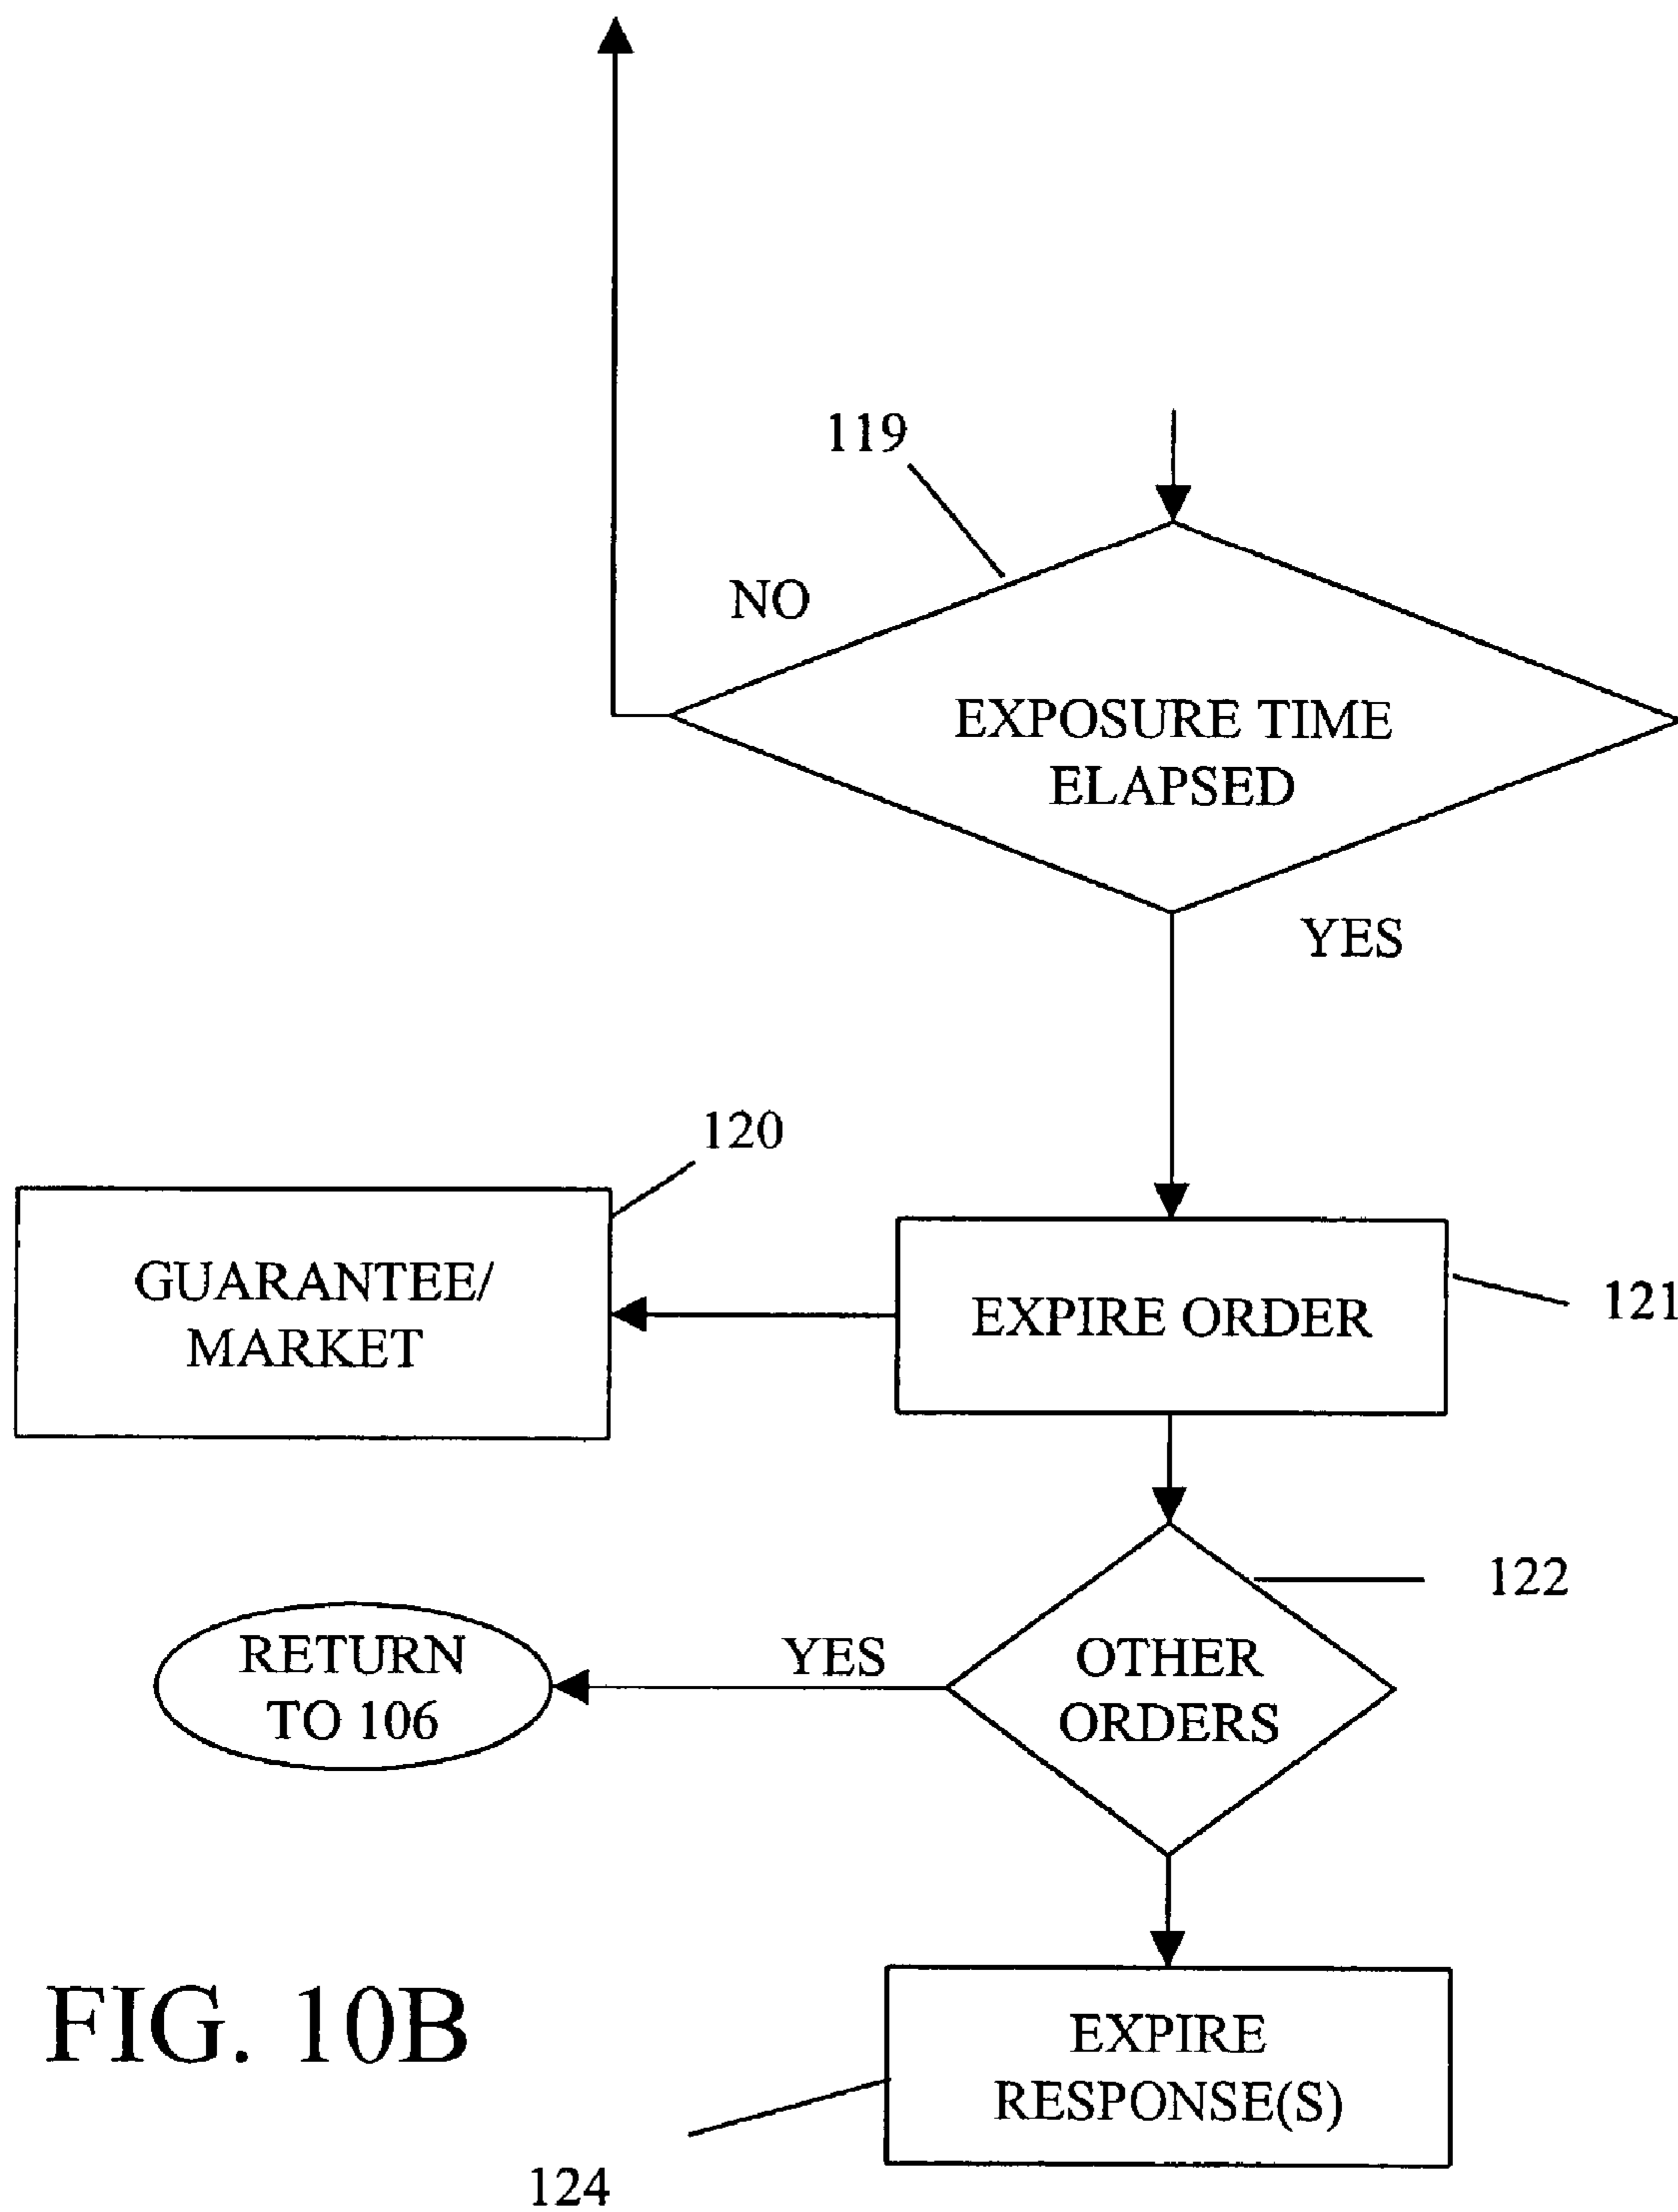 119
NO
EXPOSURE TIME
ELAPSED
YES
120
GUARANTEE/
MARKET
EXPIRE ORDER
121
122
RETURN
TO 106
YES
OTHER
ORDERS
FIG. 10B
EXPIRE
RESPONSE(S)
124